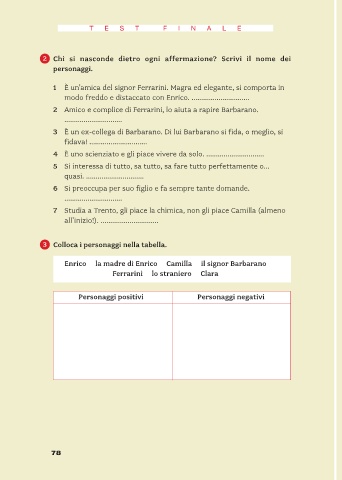 TEST FINALE
2 Chi si nasconde dietro ogni affermazione? Scrivi il nome dei
personaggi.
1 È un'amica del signor Ferrarini. Magra ed elegante, si comporta in
modo freddo e distaccato con Enrico. ............................
2 Amico e complice di Ferrarini, lo aiuta a rapire Barbarano.
............................
3 È un ex-collega di Barbarano. Di lui Barbarano si fida, o meglio, si
fidava! ............................
4 È uno scienziato e gli piace vivere da solo. ............................
5 Si interessa di tutto, sa tutto, sa fare tutto perfettamente o...
quasi. ............................
6 Si preoccupa per suo figlio e fa sempre tante domande.
............................
7 Studia a Trento, gli piace la chimica, non gli piace Camilla (almeno
all'inizio!). ............................
3 Colloca i personaggi nella tabella.
Enrico la madre di Enrico Camilla il signor Barbarano
Ferrarini lo straniero Clara
Personaggi positivi Personaggi negativi
78